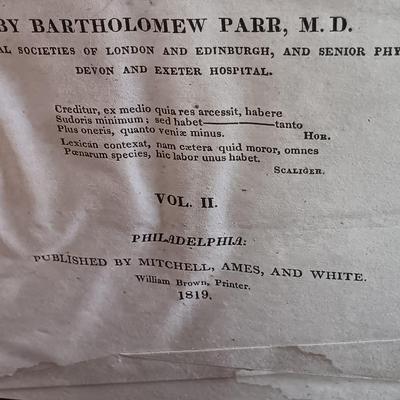 BY BARTHOLOMEW PARR, M. D.
AL SOCIETIES OF LONDON AND EDINBURGH, AND SENIOR PHY
DEVON AND EXETER HOSPITAL.
Creditur, ex medio quia res arcessit, habere
Sudoris minimum; sed habet————tanto
Plus oneris, quanto veniæ minus. HOR.
Lexican contexat, nam cætera quid moror, omnes
Pœnarum species, hic labor unus habet.
SCALIGER.
VOL. II.
PHILADELPHIA:
PUBLISHED BY MITCHELL, AMES, AND WHITE.
William Brown, Printer.
1819.